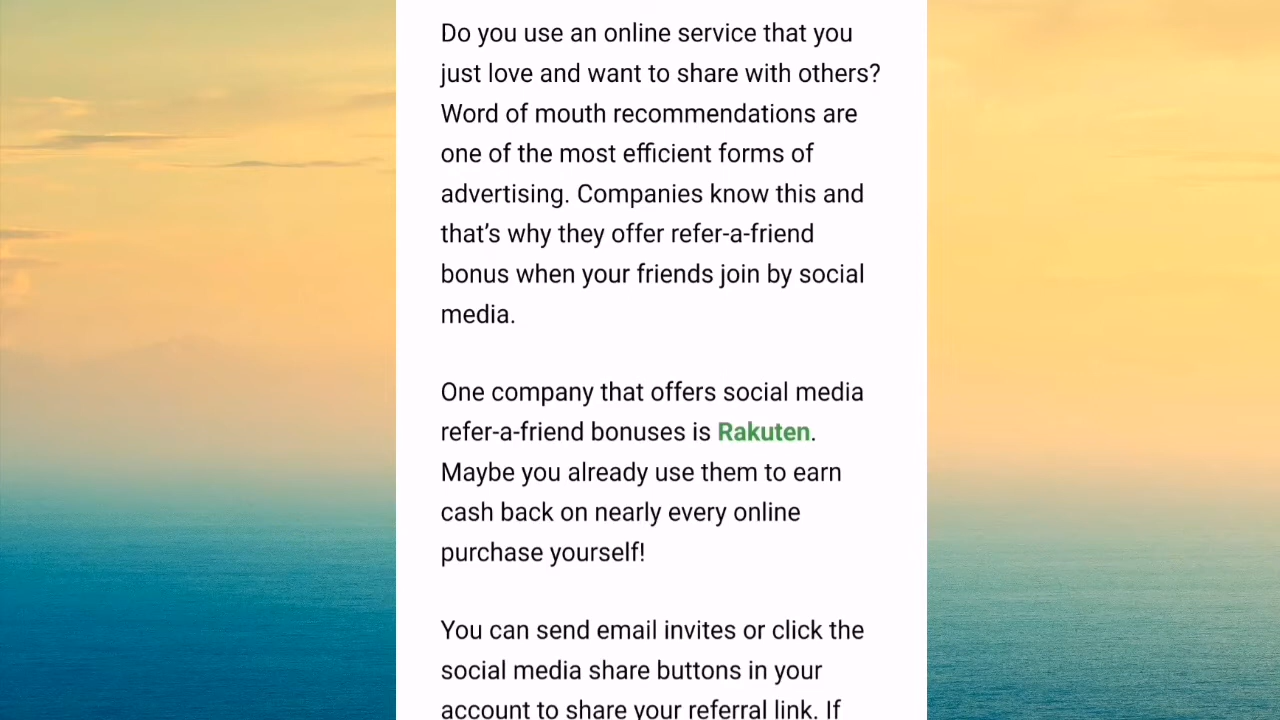 Do you use an online service that you
just love and want to share with others?
Word of mouth recommendations are
one of the most efficient forms of
advertising. Companies know this and
that’s why they offer refer-a-friend
bonus when your friends join by social
media.
One company that offers social media
refer-a-friend bonuses is Rakuten.
Maybe you already use them to earn
cash back on nearly every online
purchase yourself!
You can send email invites or click the
social media share buttons in your
account to share your referral link. If